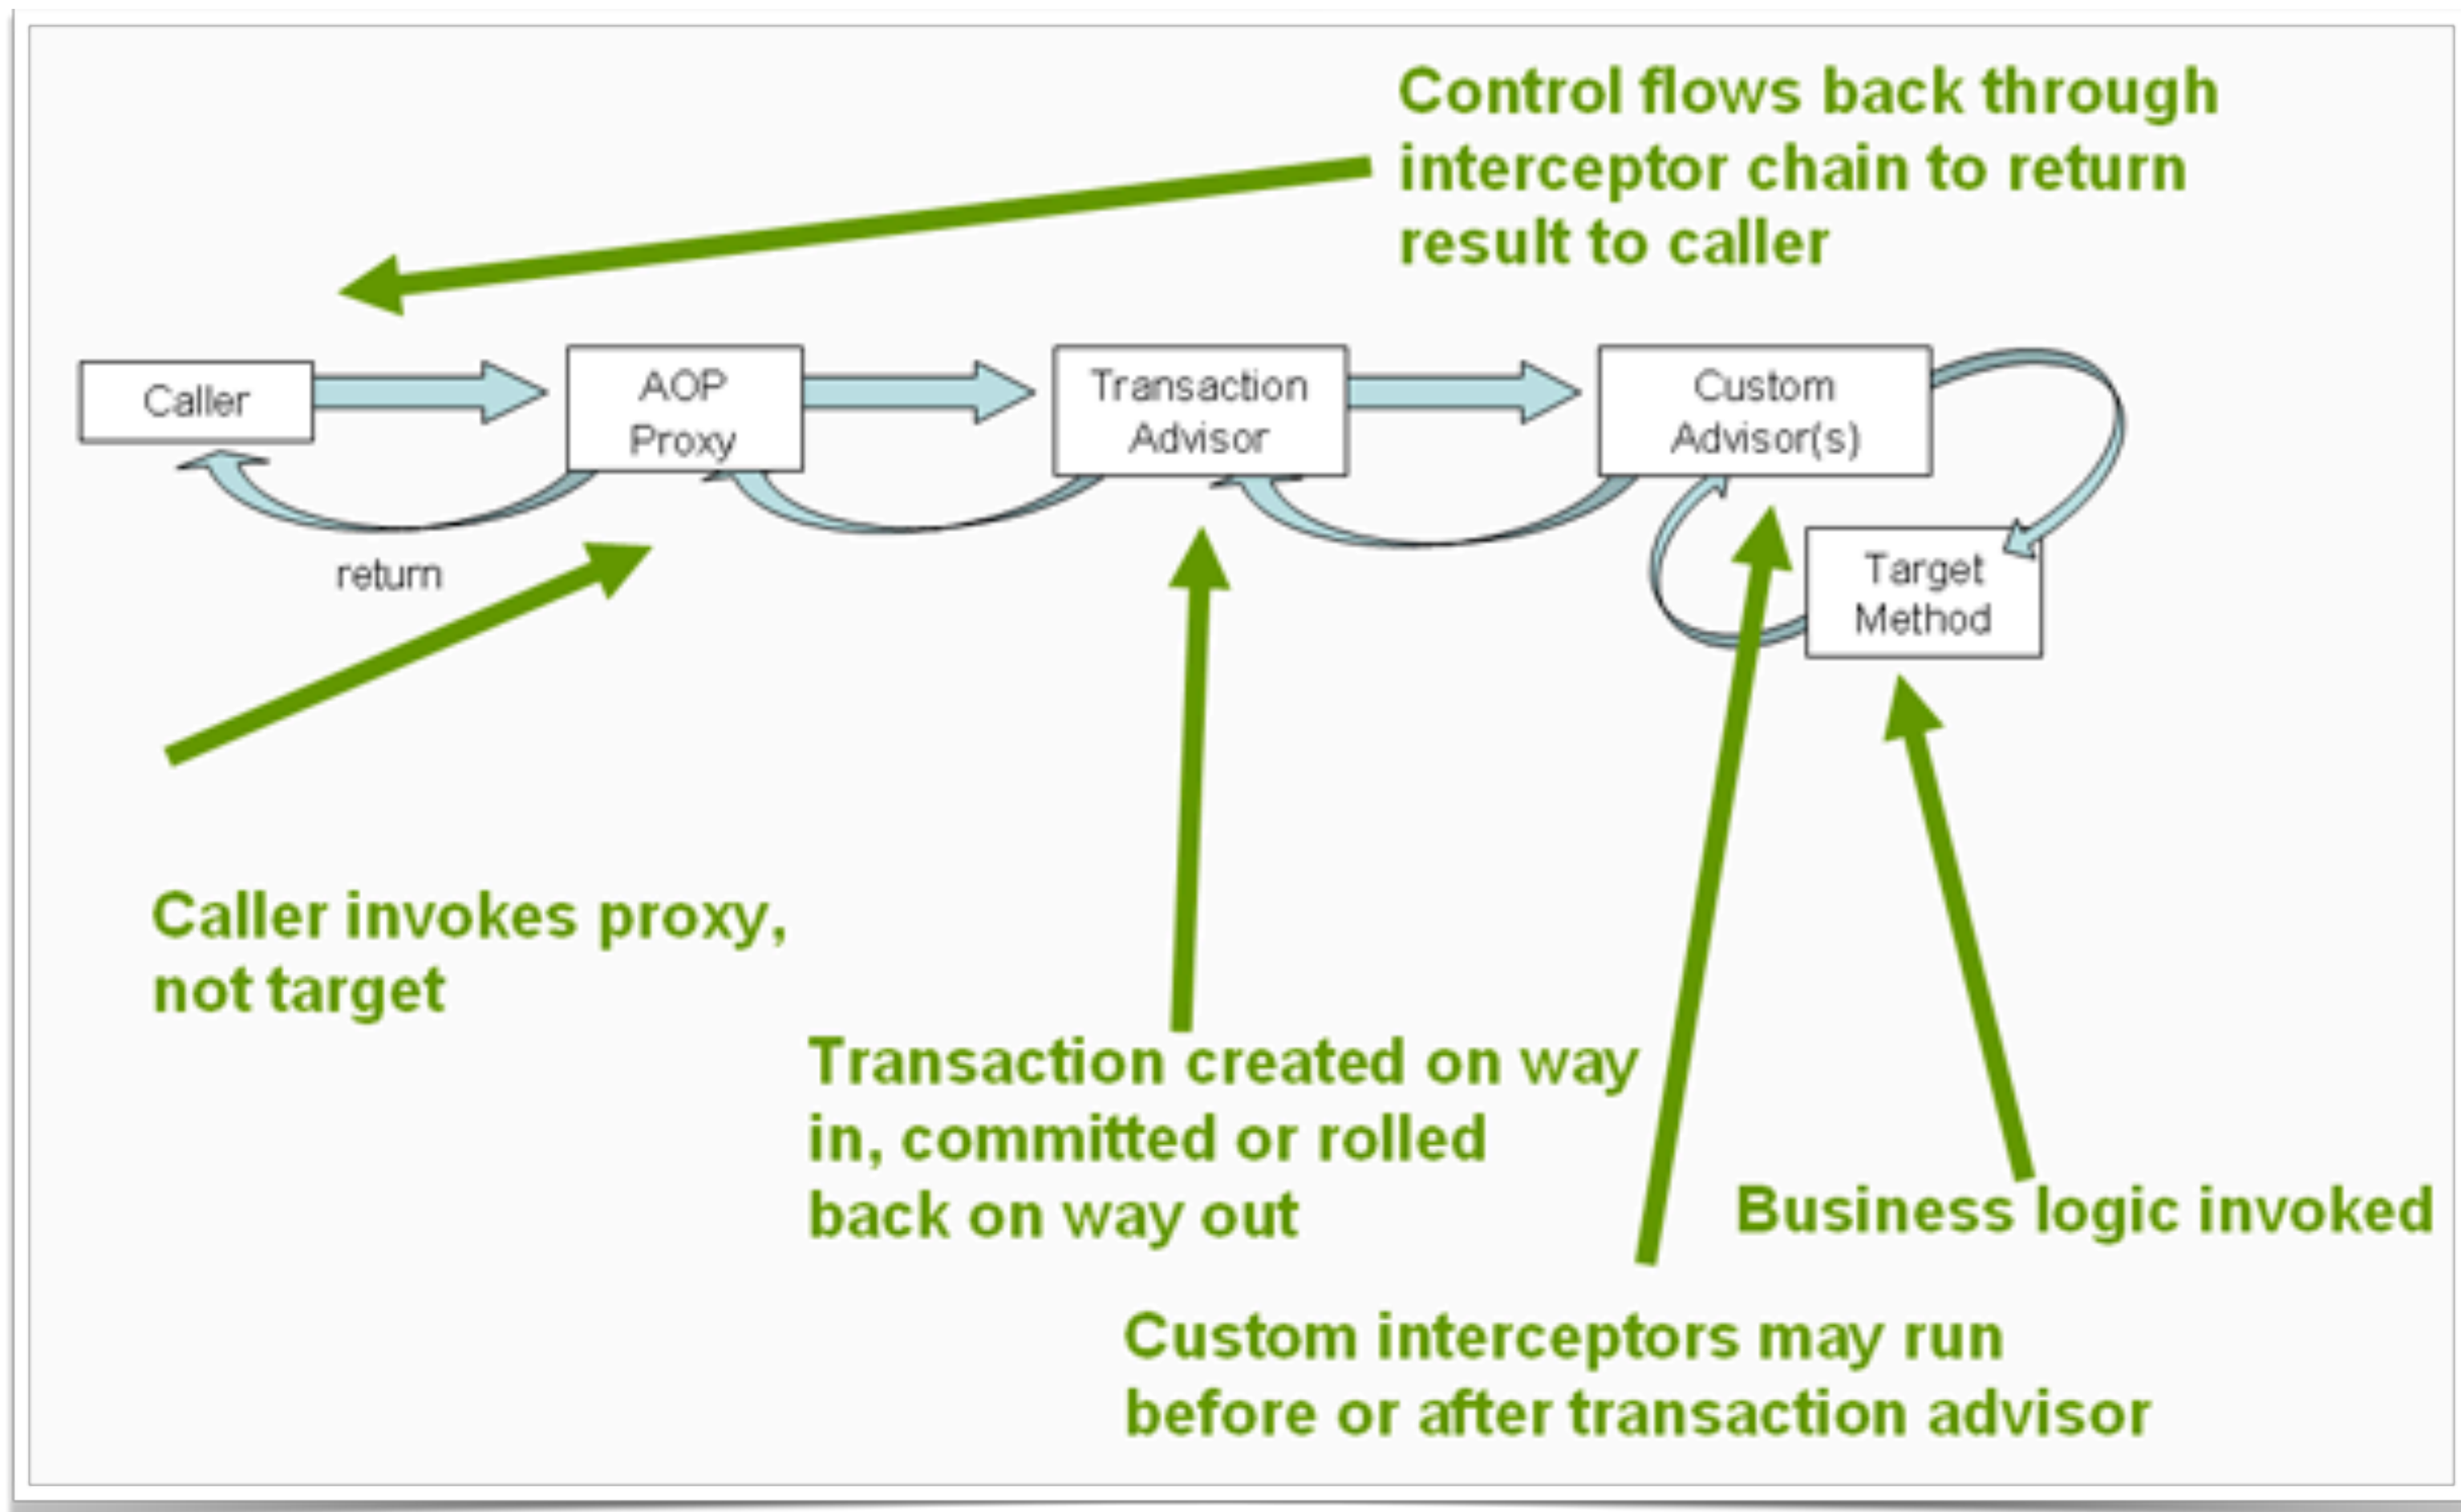 Control flows back through
interceptor chain to return
result to caller
Caller
AOP
Proxy
Transaction
Advisor
Custom
Advisor(s)
return
Target
Method
Caller invokes proxy,
not target
Transaction created on way
in, committed or rolled
back on way out
Business logic invoked
Custom interceptors may run
before or after transaction advisor